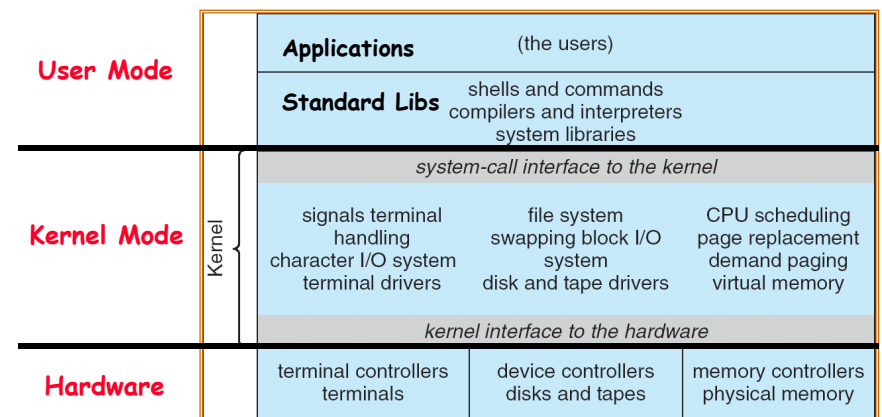 User Mode
Applications
(the users)
Standard Libs
shells and commands
compilers and interpreters
system libraries
Kernel Mode
Kernel
system-call interface to the kernel
signals terminal
handling
character I/O system
terminal drivers
file system
swapping block I/O
system
disk and tape drivers
CPU scheduling
page replacement
demand paging
virtual memory
kernel interface to the hardware
Hardware
terminal controllers
terminals
device controllers
disks and tapes
memory controllers
physical memory